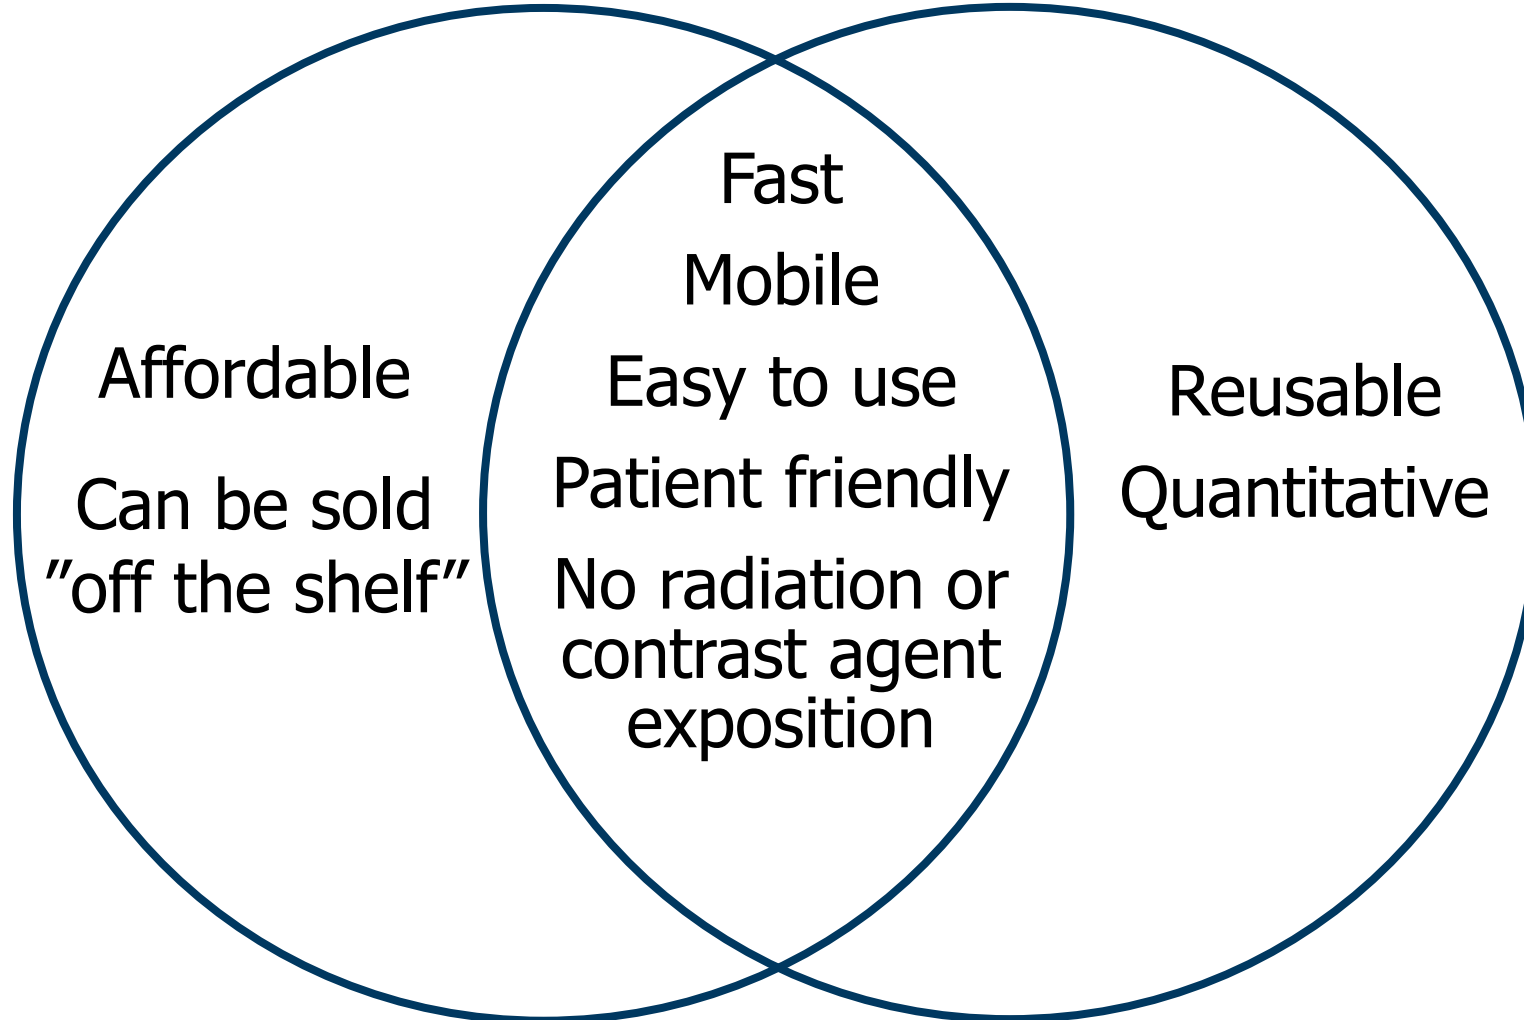 Affordable
Can be sold
”off the shelf”
Fast
Mobile
Easy to use
Patient friendly
No radiation or
contrast agent
exposition
Reusable
Quantitative